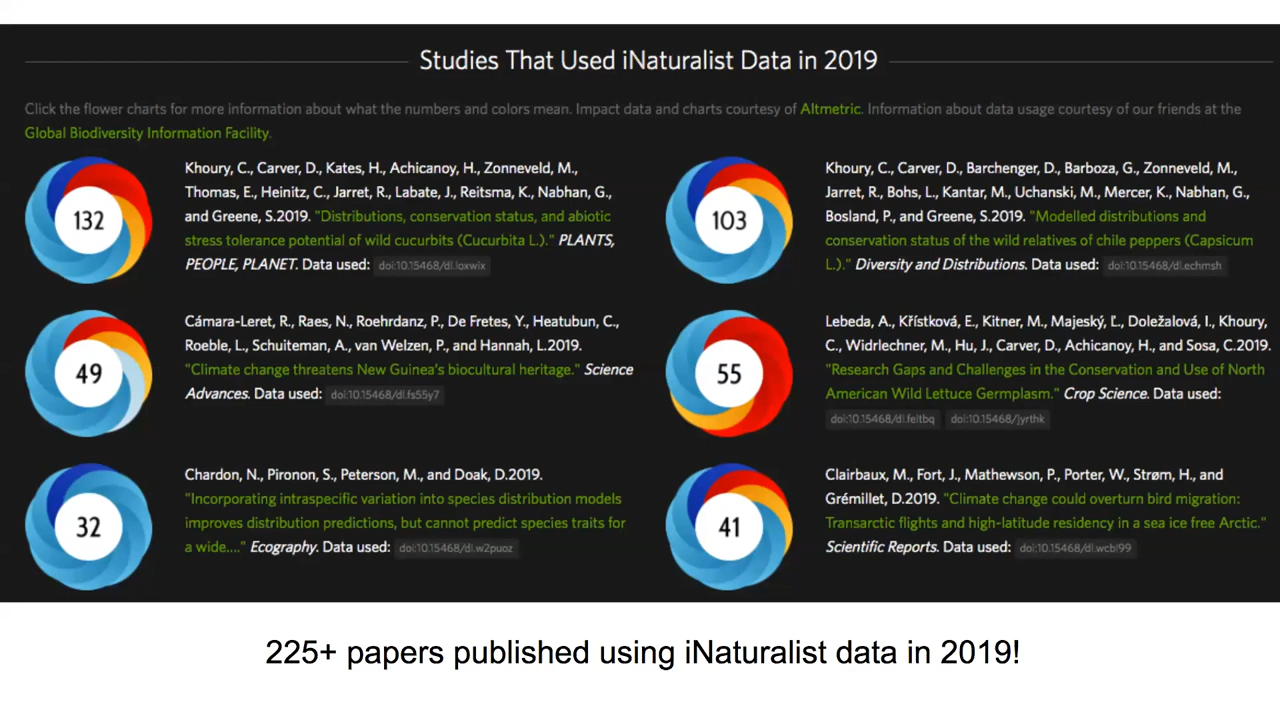 Studies That Used iNaturalist Data in 2019
Click the flower charts for more information about what the numbers and colors mean. Impact data and charts courtesy of Altmetric. Information about data usage courtesy of our friends at the
Global Biodiversity Information Facility.
132
Khoury, C., Carver, D., Kates, H., Achicanoy, H., Zonneveld, M.,
Thomas, E., Heinitz, C., Jarret, R., Labate, J., Reitsma, K., Nabhan, G.,
and Greene, S.2019. "Distributions, conservation status, and abiotic
stress tolerance potential of wild cucurbits (Cucurbita L.)." PLANTS,
PEOPLE, PLANET. Data used: doi:10.15468/dl.loxwix
103
Khoury, C., Carver, D., Barchenger, D., Barboza, G., Zonneveld, M.,
Jarret, R., Bohs, L., Kantar, M., Uchanski, M., Mercer, K., Nabhan, G.,
Bosland, P., and Greene, S.2019. "Modelled distributions and
conservation status of the wild relatives of chile peppers (Capsicum
L.)." Diversity and Distributions. Data used: doi:10.15468/dl.echmsh
49
Cámara-Leret, R., Raes, N., Roehrdanz, P., De Fretes, Y., Heatubun, C.,
Roeble, L., Schuiteman, A., van Welzen, P., and Hannah, L.2019.
"Climate change threatens New Guinea's biocultural heritage." Science
Advances. Data used: doi:10.15468/dl.fs55y7
55
Lebeda, A., Křístková, E., Kitner, M., Majeský, Ľ., Doležalová, I., Khoury,
C., Widrlechner, M., Hu, J., Carver, D., Achicanoy, H., and Sosa, C.2019.
"Research Gaps and Challenges in the Conservation and Use of North
American Wild Lettuce Germplasm." Crop Science. Data used:
doi:10.15468/dl.feitbq doi:10.15468/jyrthk
32
Chardon, N., Pironon, S., Peterson, M., and Doak, D.2019.
"Incorporating intraspecific variation into species distribution models
improves distribution predictions, but cannot predict species traits for
a wide...." Ecography. Data used: doi:10.15468/dl.w2puoz
41
Clairbaux, M., Fort, J., Mathewson, P., Porter, W., Strøm, H., and
Grémillet, D.2019. "Climate change could overturn bird migration:
Transarctic flights and high-latitude residency in a sea ice free Arctic."
Scientific Reports. Data used: doi:10.15468/dl.wcbl99
225+ papers published using iNaturalist data in 2019!